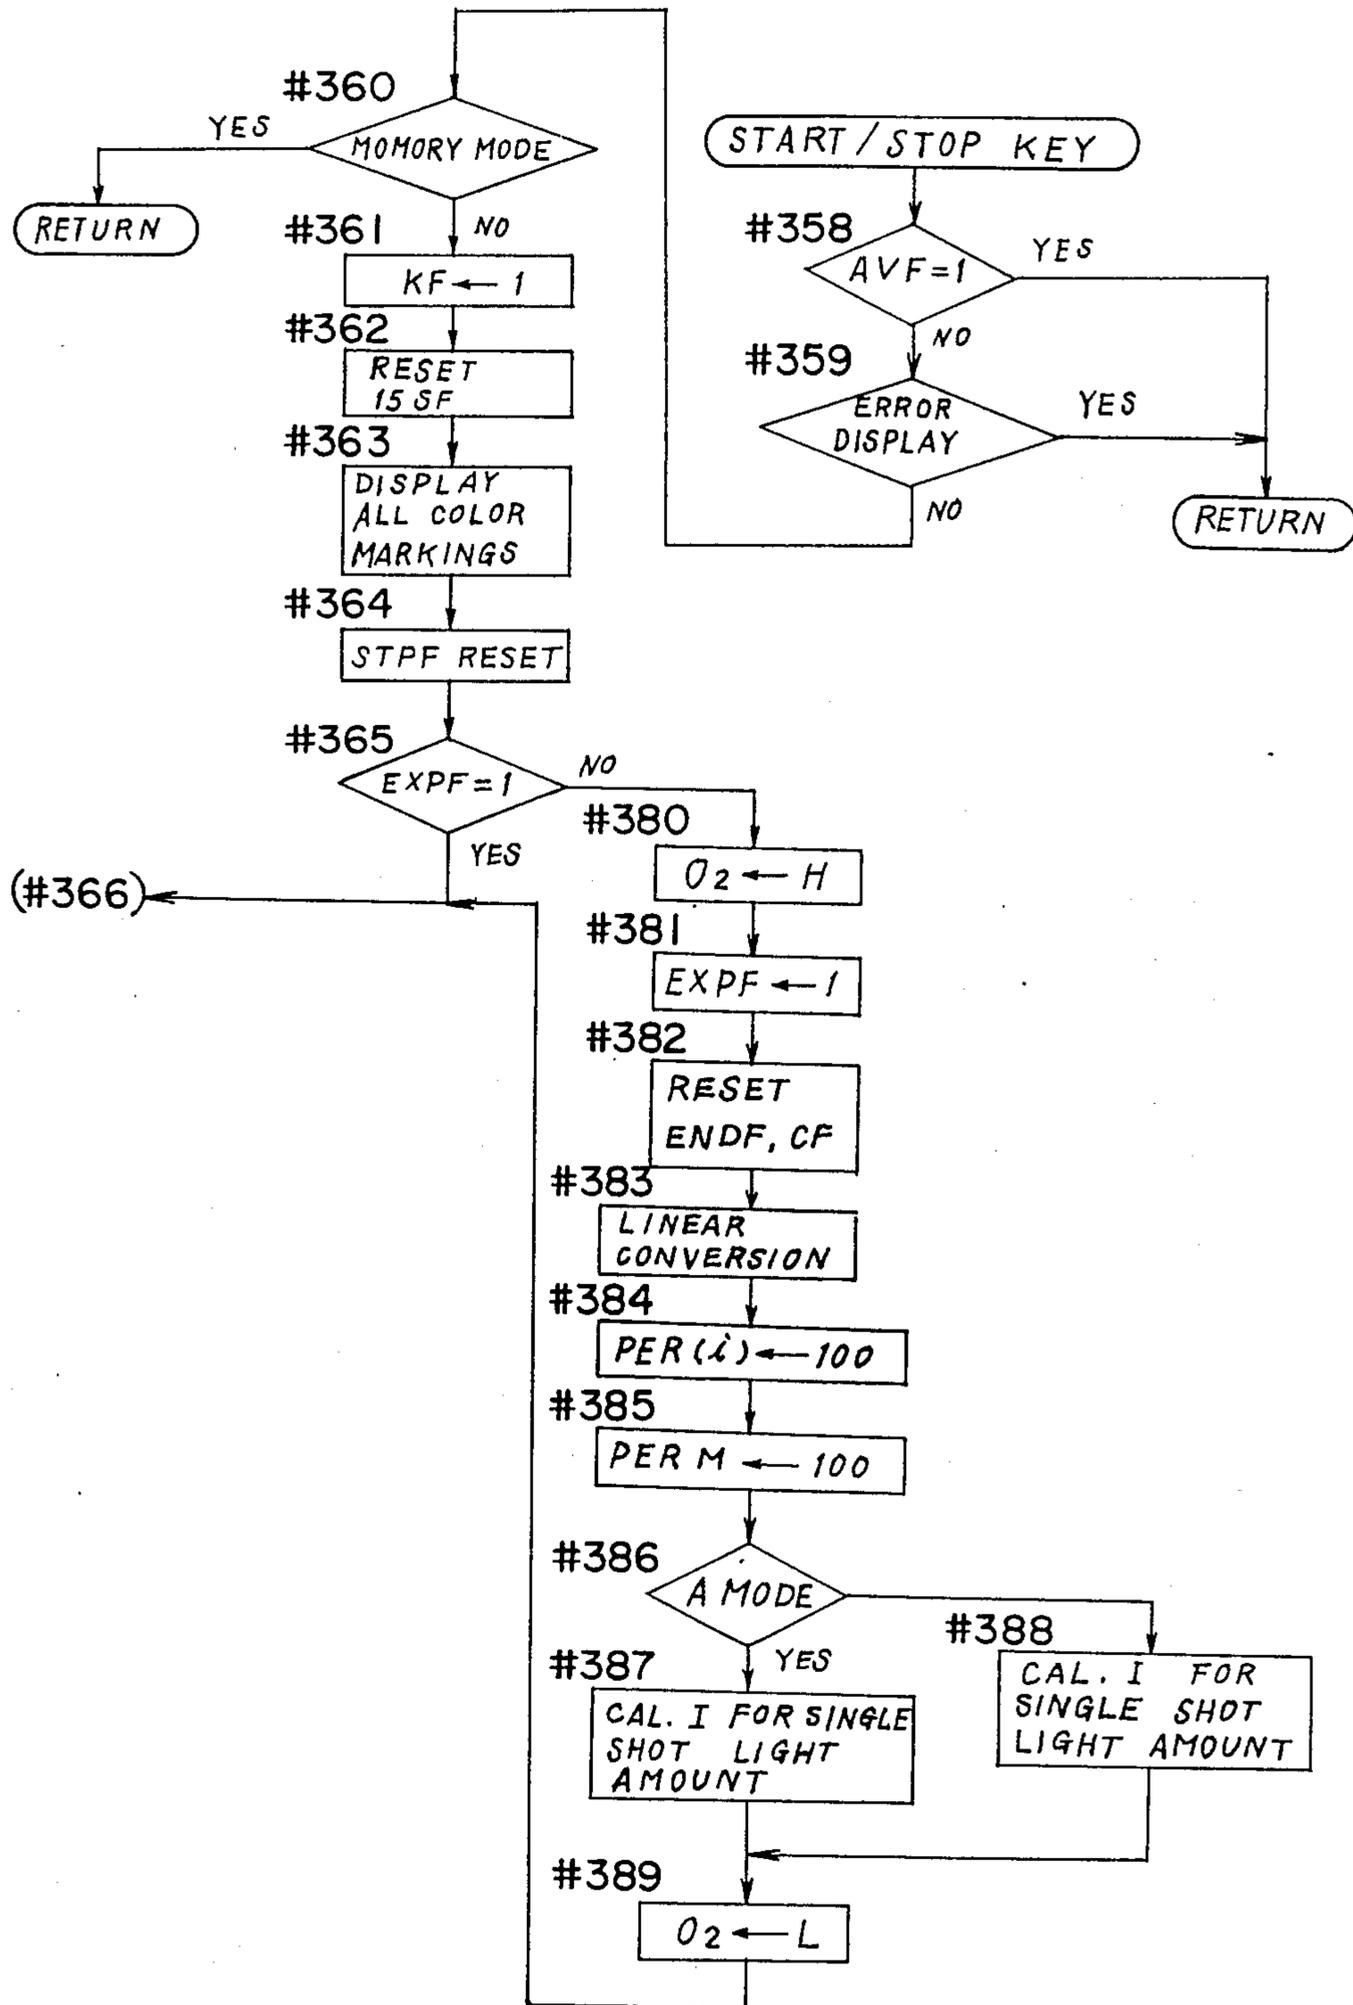 START / STOP KEY
#358
AVF=1
YES
NO
#359
ERROR
DISPLAY
YES
NO
RETURN
#360
MOMORY MODE
YES
RETURN
NO
#361
KF ← 1
#362
RESET
15 SF
#363
DISPLAY
ALL COLOR
MARKINGS
#364
STPF RESET
#365
EXPF = 1
NO
YES
(#366)
#380
O2 ← H
#381
EXPF ← 1
#382
RESET
ENDF, CF
#383
LINEAR
CONVERSION
#384
PER(i) ← 100
#385
PER M ← 100
#386
A MODE
YES
#387
CAL. I FOR SINGLE
SHOT LIGHT
AMOUNT
#388
CAL. I FOR
SINGLE SHOT
LIGHT AMOUNT
#389
O2 ← L